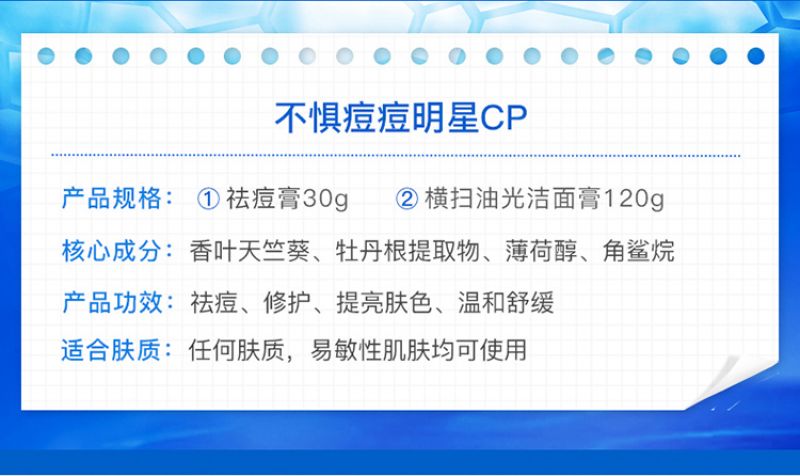 不惧痘痘明星CP
产品规格： ① 祛痘膏30g ② 横扫油光洁面膏120g
核心成分：香叶天竺葵、牡丹根提取物、薄荷醇、角鲨烷
产品功效：祛痘、修护、提亮肤色、温和舒缓
适合肤质：任何肤质，易敏性肌肤均可使用